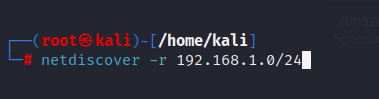 ┌──(root㉿kali)-[/home/kali]
└─# netdiscover -r 192.168.1.0/24